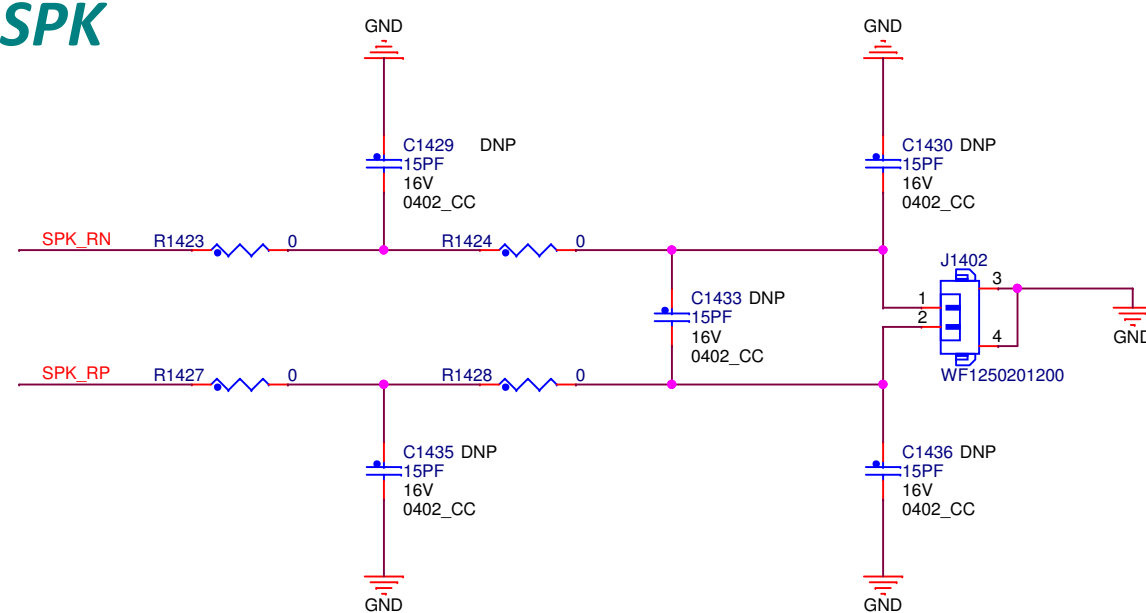 SPK
GND
GND
C1429 DNP
15PF
16V
0402_CC
C1430 DNP
15PF
16V
0402_CC
SPK_RN
R1423
0
R1424
0
J1402
3
C1433 DNP
15PF
16V
0402_CC
1
2
4
GND
WF1250201200
SPK_RP
R1427
0
R1428
0
C1435 DNP
15PF
16V
0402_CC
C1436 DNP
15PF
16V
0402_CC
GND
GND